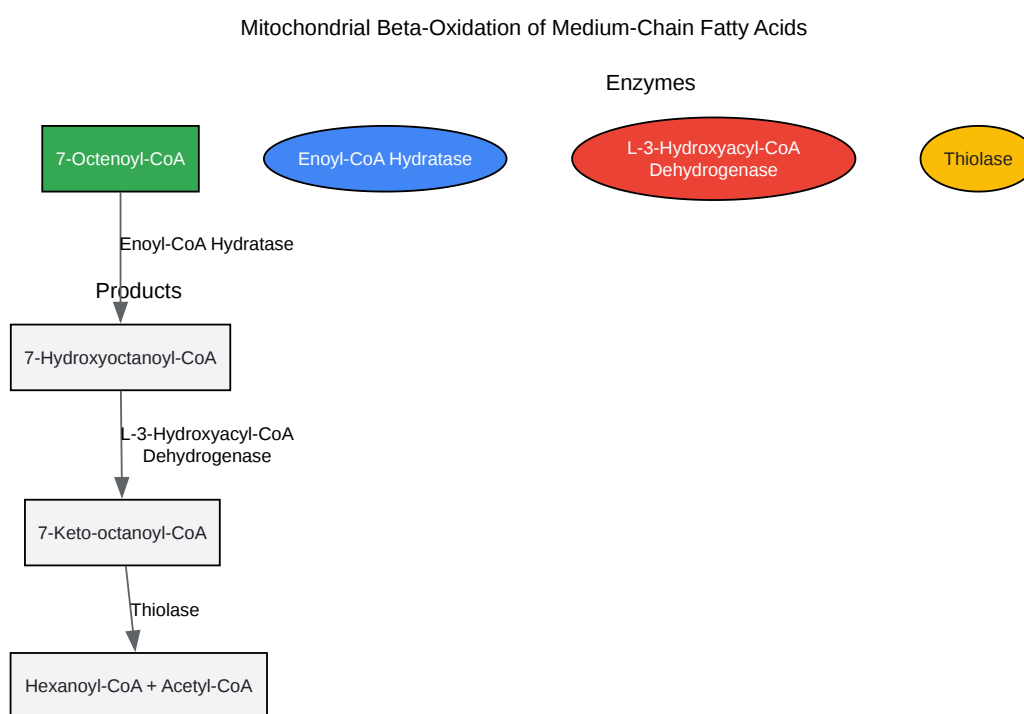 Mitochondrial Beta-Oxidation of Medium-Chain Fatty Acids
Enzymes
7-Octenoyl-CoA
Enoyl-CoA Hydratase
L-3-Hydroxyacyl-CoA
Dehydrogenase
Thiolase
Enoyl-CoA Hydratase
Products
7-Hydroxyoctanoyl-CoA
L-3-Hydroxyacyl-CoA
Dehydrogenase
7-Keto-octanoyl-CoA
Thiolase
Hexanoyl-CoA + Acetyl-CoA